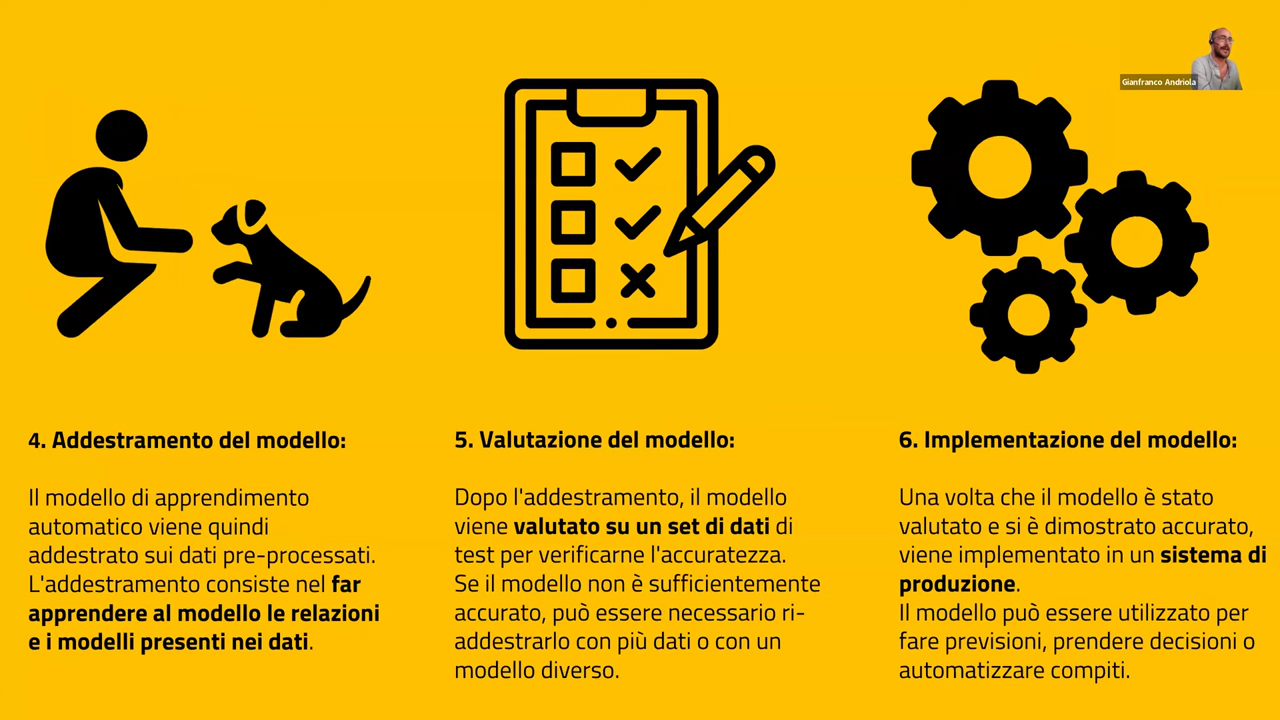 Gianfranco Andriola
4. Addestramento del modello:
Il modello di apprendimento
automatico viene quindi
addestrato sui dati pre-processati.
L'addestramento consiste nel far
apprendere al modello le relazioni
e i modelli presenti nei dati.
5. Valutazione del modello:
Dopo l'addestramento, il modello
viene valutato su un set di dati di
test per verificarne l'accuratezza.
Se il modello non è sufficientemente
accurato, può essere necessario ri-
addestrarlo con più dati o con un
modello diverso.
6. Implementazione del modello:
Una volta che il modello è stato
valutato e si è dimostrato accurato,
viene implementato in un sistema di
produzione.
Il modello può essere utilizzato per
fare previsioni, prendere decisioni o
automatizzare compiti.